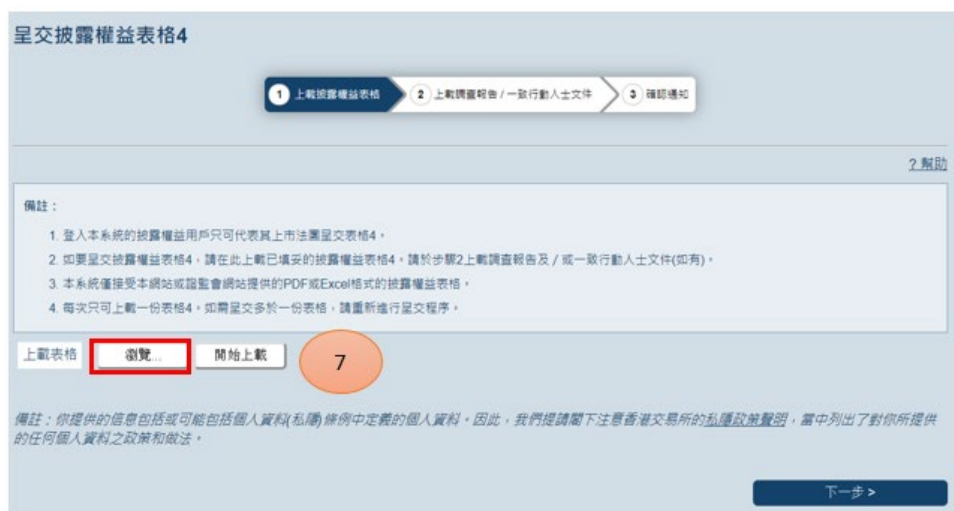 呈交披露權益表格4
1 上載披露權益表格
2 上載調查報告 / 一致行動人士文件
3 確認通知
? 幫助
備註：
1. 登入本系統的披露權益用戶只可代表其上市法團呈交表格4。
2. 如要呈交披露權益表格4，請在此上載已填妥的披露權益表格4。請於步驟2上載調查報告及 / 或一致行動人士文件(如有)。
3. 本系統僅接受本網站或證監會網站提供的PDF或Excel格式的披露權益表格。
4. 每次只可上載一份表格4。如需呈交多於一份表格，請重新進行呈交程序。
上載表格 瀏覽... 開始上載 7
備註：你提供的信息包括或可能包括個人資料(私隱)條例中定義的個人資料。因此，我們提請閣下注意香港交易所的私隱政策聲明，當中列出了對你所提供
的任何個人資料之政策和做法。
下一步 >